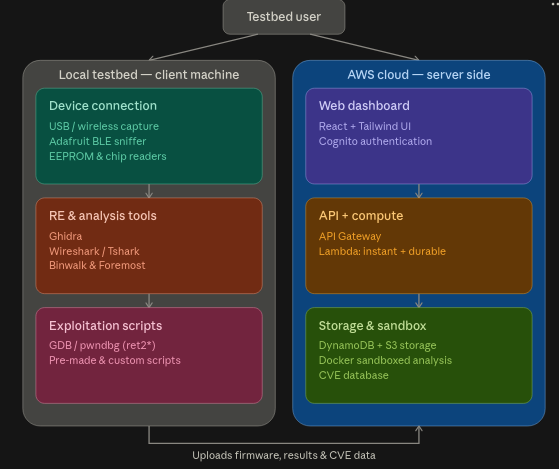 Testbed user
Local testbed — client machine
Device connection
USB / wireless capture
Adafruit BLE sniffer
EEPROM & chip readers
RE & analysis tools
Ghidra
Wireshark / Tshark
Binwalk & Foremost
Exploitation scripts
GDB / pwndbg (ret2*)
Pre-made & custom scripts
AWS cloud — server side
Web dashboard
React + Tailwind UI
Cognito authentication
API + compute
API Gateway
Lambda: instant + durable
Storage & sandbox
DynamoDB + S3 storage
Docker sandboxed analysis
CVE database
Uploads firmware, results & CVE data